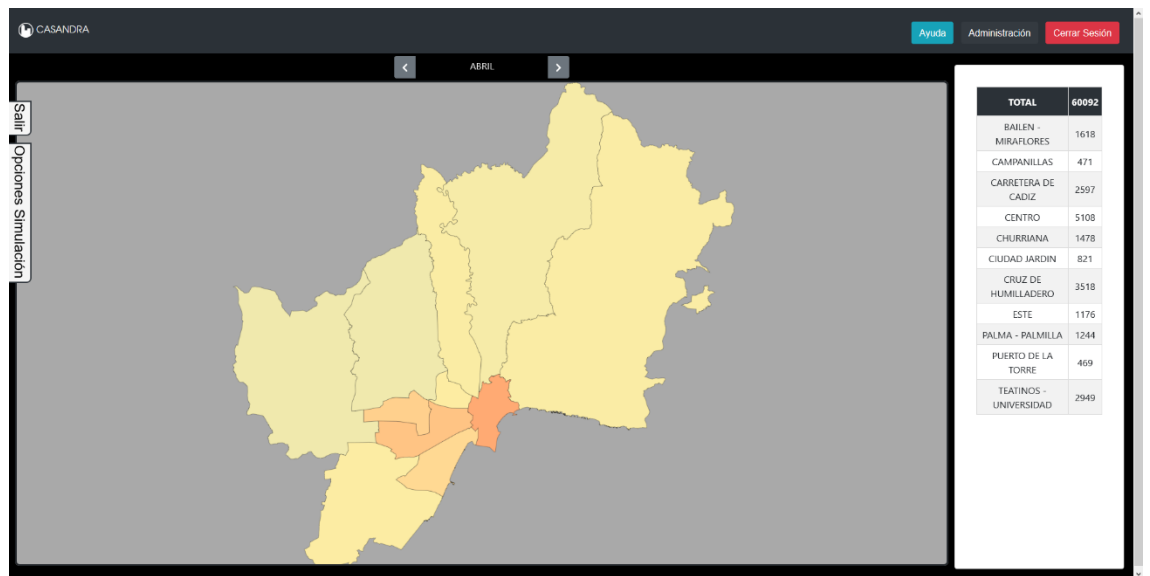 CASANDRA
Ayuda Administración Cerrar Sesión
< ABRIL >
Salir
Opciones Simulación
TOTAL 60092
BAILEN -
MIRAFLORES 1618
CAMPANILLAS 471
CARRETERA DE
CADIZ 2597
CENTRO 5108
CHURRIANA 1478
CIUDAD JARDIN 821
CRUZ DE
HUMILLADERO 3518
ESTE 1176
PALMA - PALMILLA 1244
PUERTO DE LA
TORRE 469
TEATINOS -
UNIVERSIDAD 2949